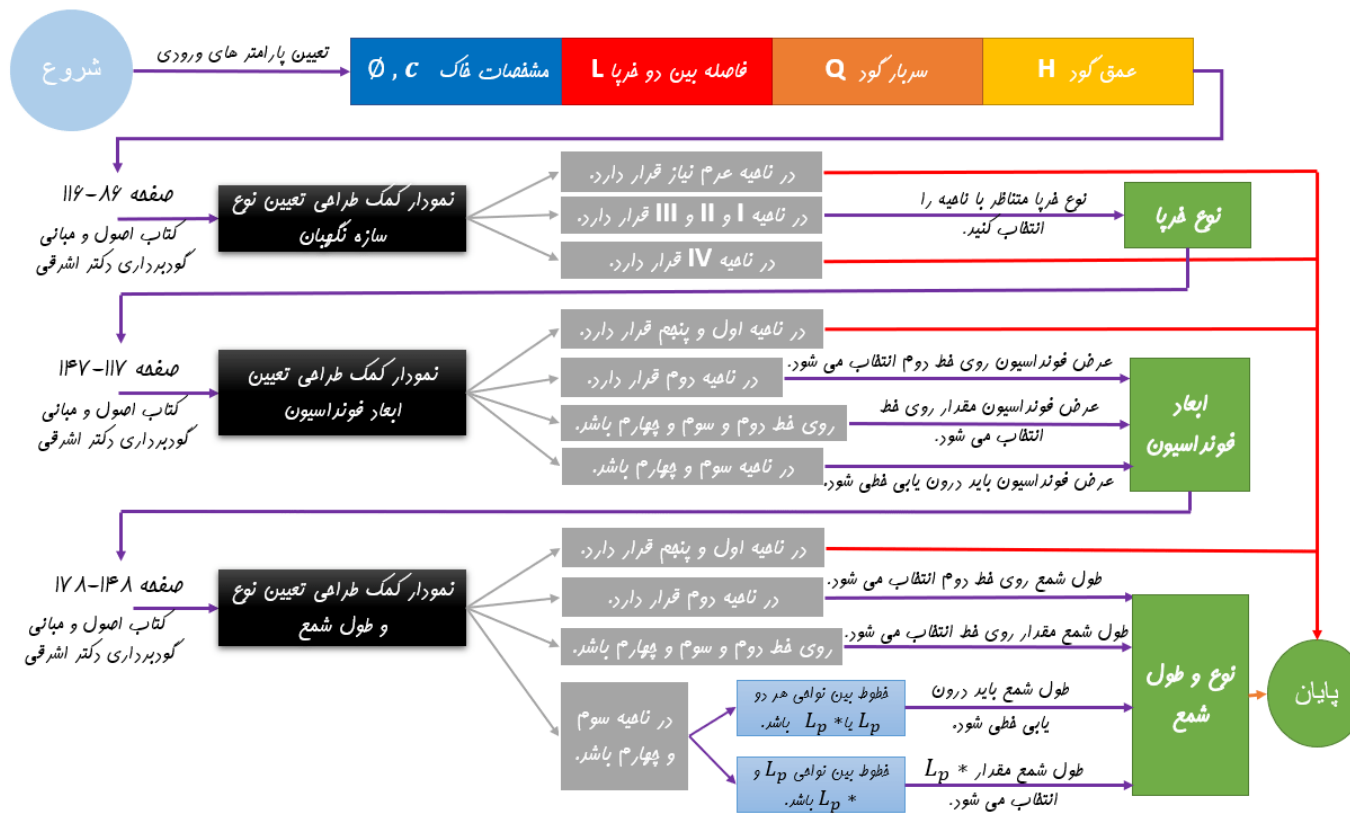 شروع
تعیین پارامتر های ورودی
مشخصات خاک Ø , c
فاصله بین دو خرپا L
سربار گود Q
عمق گود H
صفحه ۸۶-۱۱۶
کتاب اصول و مبانی
گودبرداری دکتر اشرفی
نمودار کمک طراحی تعیین نوع
سازه نگهبان
در ناحیه عدم نیاز قرار دارد.
در ناحیه I و II و III قرار دارد.
در ناحیه IV قرار دارد.
نوع خرپا متناظر با ناحیه را
انتخاب کنید.
نوع خرپا
صفحه ۱۱۷-۱۴۷
کتاب اصول و مبانی
گودبرداری دکتر اشرفی
نمودار کمک طراحی تعیین
ابعاد فونداسیون
در ناحیه اول و پنجم قرار دارد.
در ناحیه دوم قرار دارد.
روی خط دوم و سوم و چهارم باشد.
در ناحیه سوم و چهارم باشد.
عرض فونداسیون روی خط دوم انتخاب می شود.
عرض فونداسیون مقدار روی خط
انتخاب می شود.
عرض فونداسیون باید درون یابی خطی شود.
ابعاد
فونداسیون
صفحه ۱۴۸-۱۷۸
کتاب اصول و مبانی
گودبرداری دکتر اشرفی
نمودار کمک طراحی تعیین نوع
و طول شمع
در ناحیه اول و پنجم قرار دارد.
در ناحیه دوم قرار دارد.
روی خط دوم و سوم و چهارم باشد.
در ناحیه سوم
و چهارم باشد.
طول شمع روی خط دوم انتخاب می شود.
طول شمع مقدار روی خط انتخاب می شود.
خطوط بین نواحی هر دو
Lp یا *Lp باشد.
طول شمع باید درون
یابی خطی شود.
خطوط بین نواحی Lp و
*Lp باشد.
طول شمع مقدار *Lp
انتخاب می شود.
نوع و طول
شمع
پایان